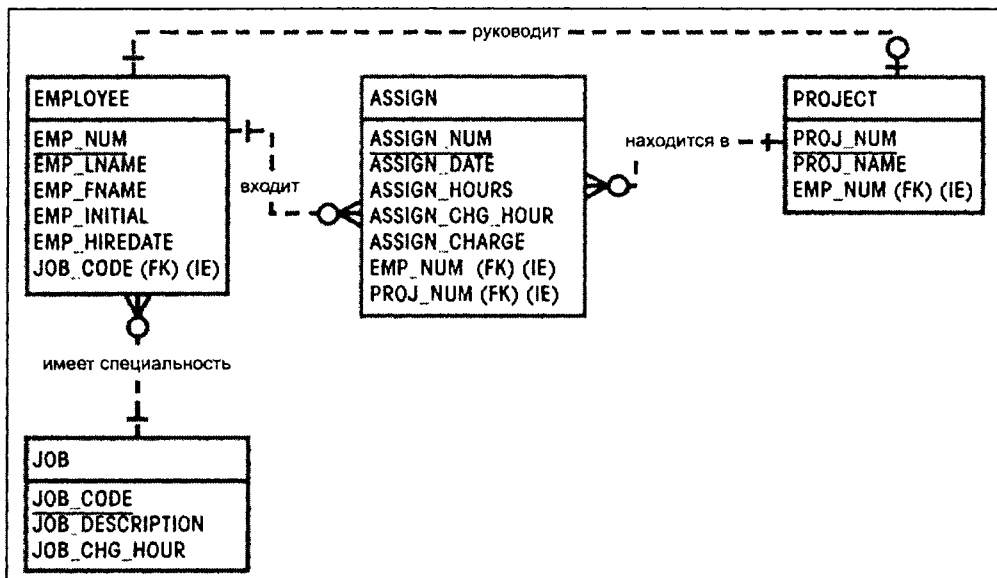 руководит
EMPLOYEE
EMP_NUM
EMP_LNAME
EMP_FNAME
EMP_INITIAL
EMP_HIREDATE
JOB_CODE (FK) (IE)
входит
ASSIGN
ASSIGN_NUM
ASSIGN_DATE
ASSIGN_HOURS
ASSIGN_CHG_HOUR
ASSIGN_CHARGE
EMP_NUM (FK) (IE)
PROJ_NUM (FK) (IE)
находится в
PROJECT
PROJ_NUM
PROJ_NAME
EMP_NUM (FK) (IE)
имеет специальность
JOB
JOB_CODE
JOB_DESCRIPTION
JOB_CHG_HOUR